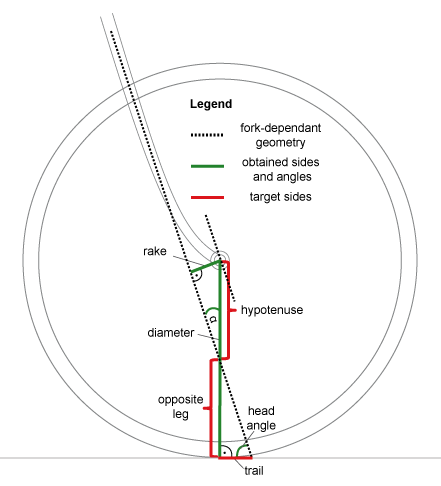 Legend
fork-dependant
geometry
obtained sides
and angles
target sides
rake
hypotenuse
α
diameter
opposite
leg
head
angle
trail